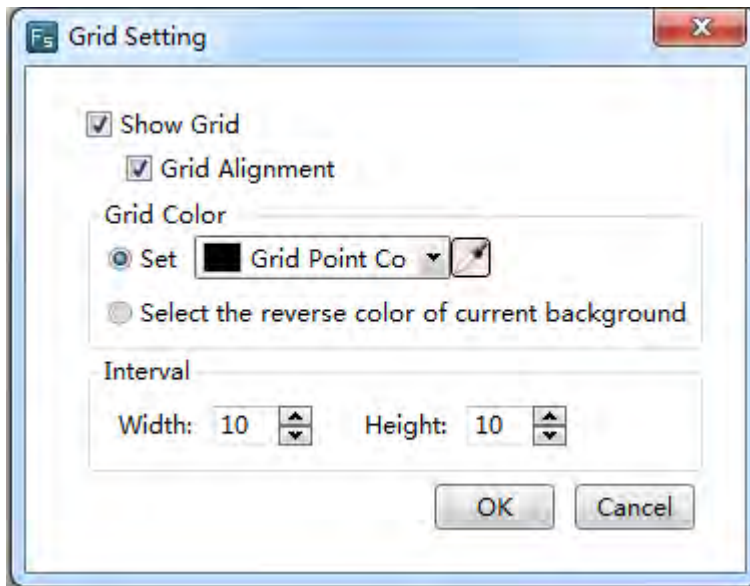 Fs Grid Setting
Show Grid
Grid Alignment
Grid Color
Set Grid Point Co
Select the reverse color of current background
Interval
Width: 10 Height: 10
OK Cancel